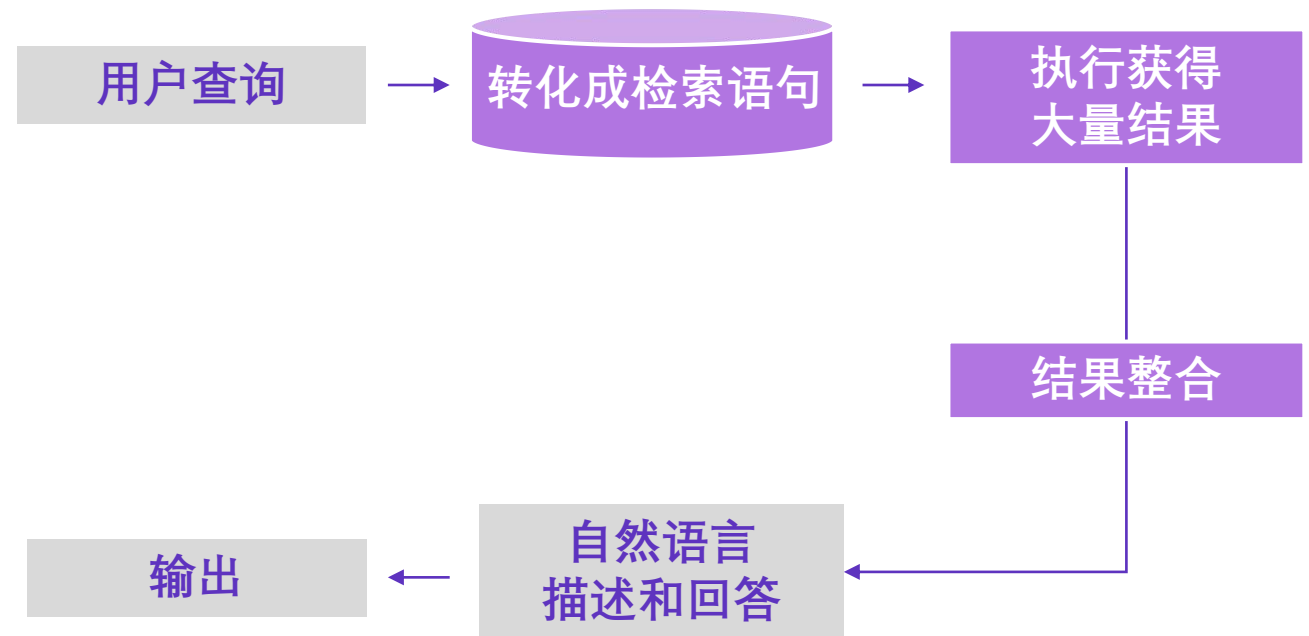 用户查询
转化成检索语句
执行获得
大量结果
结果整合
自然语言
描述和回答
输出